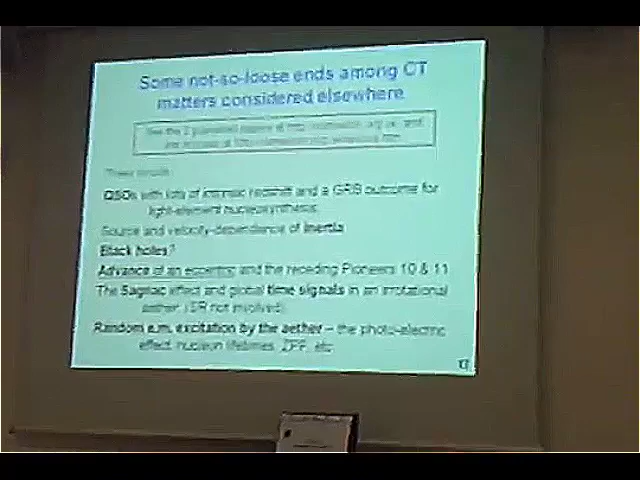 Some not-so-loose ends among CT
matters considered elsewhere
These include
QSOs with lots of intrinsic redshift and a GRB outcome for
light-element nucleosynthesis
Source and velocity-dependence of inertia
Black holes?
Advance of an eccentric and the receding Pioneers 10 & 11
The Sagnac effect and global time signals in an irrotational
aether (SR not involved)
Random e.m. excitation by the aether – the photo-electric
effect, nucleon lifetimes, ZPF, etc